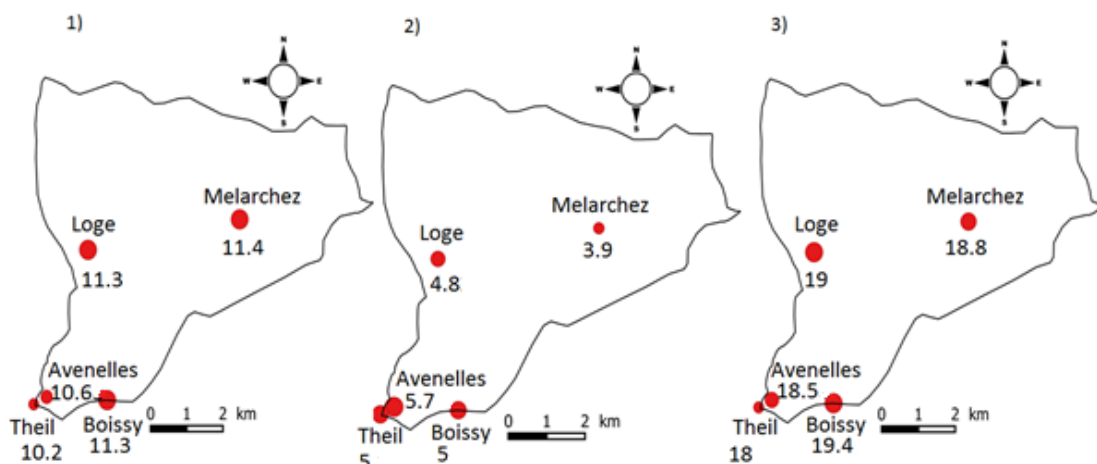 1)
N
W E
S
Melarchez
11.4
Loge
11.3
Avenelles
10.6
Theil
10.2
Boissy
11.3
0 1 2 km
2)
N
W E
S
Melarchez
3.9
Loge
4.8
Avenelles
5.7
Theil
5
Boissy
5
0 1 2 km
3)
N
W E
S
Melarchez
18.8
Loge
19
Avenelles
18.5
Theil
18
Boissy
19.4
0 1 2 km